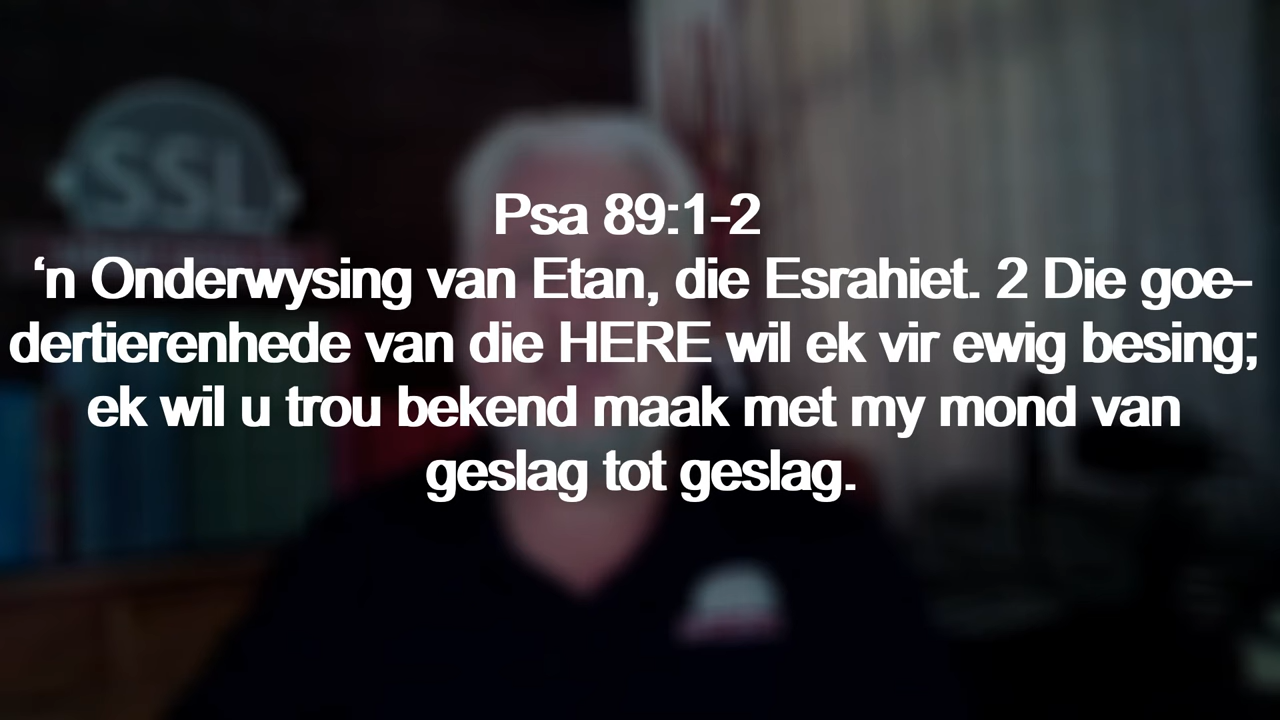 SSL
Psa 89:1-2
‘n Onderwysing van Etan, die Esrahiet. 2 Die goe-
dertierenhede van die HERE wil ek vir ewig besing;
ek wil u trou bekend maak met my mond van
geslag tot geslag.